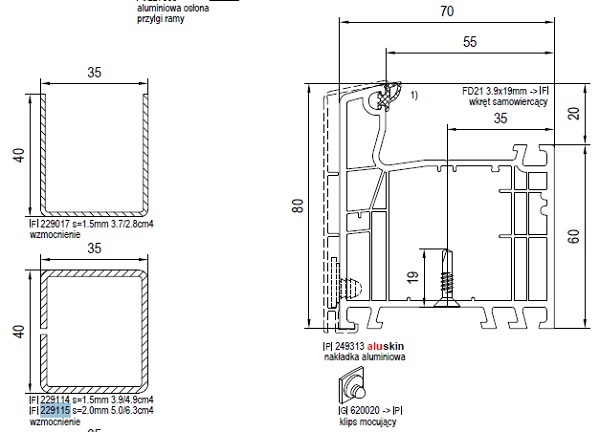 aluminiowa osłona
przylgi ramy
70
55
35
FD21 3.9x19mm -> |F|
wkręt samowiercący
1)
20
35
40
80
60
19
|F| 229017 s=1.5mm 3.7/2.8cm4
wzmocnienie
35
40
|F| 229114 s=1.5mm 3.9/4.9cm4
|F| 229115 s=2.0mm 5.0/6.3cm4
wzmocnienie
|P| 249313 aluskin
nakładka aluminiowa
|G| 620020 -> |P|
klips mocujący